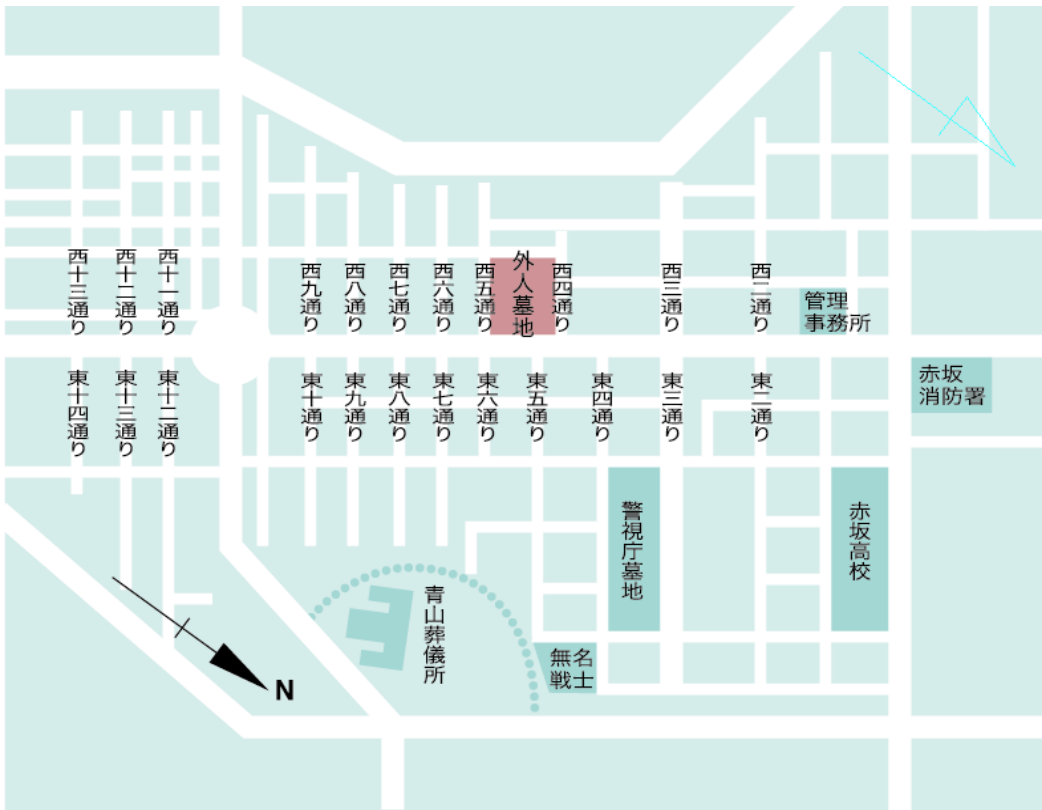 西十三通り
西十二通り
西十一通り
西九通り
西八通り
西七通り
西六通り
西五通り
外人墓地
西四通り
西三通り
西二通り
管理
事務所
東十四通り
東十三通り
東十二通り
東十通り
東九通り
東八通り
東七通り
東六通り
東五通り
東四通り
東三通り
東二通り
赤坂
消防署
警視庁墓地
赤坂高校
青山葬儀所
無名
戦士
N